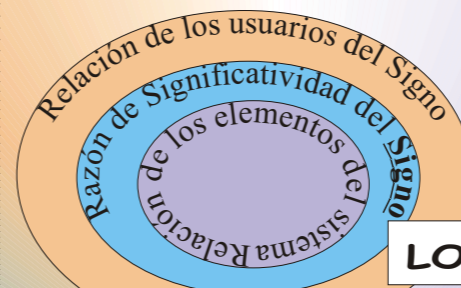 Relación de los usuarios del Signo
Razón de Significatividad del Signo
Relación de los elementos del sistema
LO